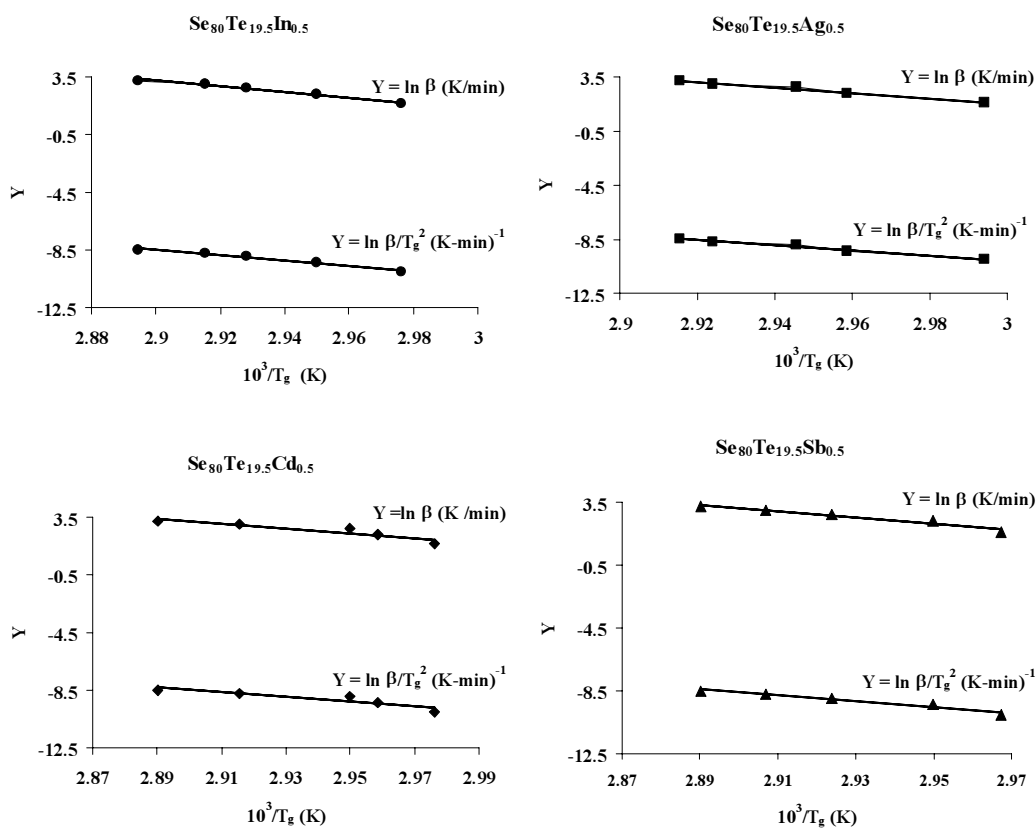 Se80Te19.5In0.5
3.5
-0.5
-4.5
-8.5
-12.5
Y
Y = ln β (K/min)
Y = ln β/Tg² (K-min)⁻¹
2.88 2.9 2.92 2.94 2.96 2.98 3
10³/Tg (K)
Se80Te19.5Ag0.5
3.5
-0.5
-4.5
-8.5
-12.5
Y
Y = ln β (K/min)
Y = ln β/Tg² (K-min)⁻¹
2.9 2.92 2.94 2.96 2.98 3
10³/Tg (K)
Se80Te19.5Cd0.5
3.5
-0.5
-4.5
-8.5
-12.5
Y
Y =ln β (K /min)
Y = ln β/Tg² (K-min)⁻¹
2.87 2.89 2.91 2.93 2.95 2.97 2.99
10³/Tg (K)
Se80Te19.5Sb0.5
3.5
-0.5
-4.5
-8.5
-12.5
Y
Y = ln β (K/min)
Y = ln β/Tg² (K-min)⁻¹
2.87 2.89 2.91 2.93 2.95 2.97
10³/Tg (K)